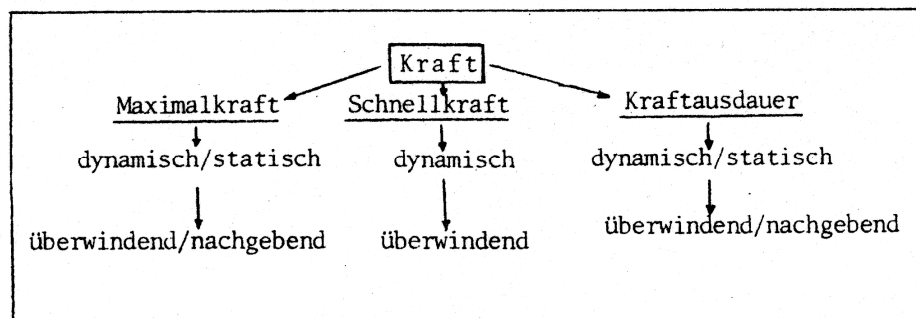 Kraft
Maximalkraft Schnellkraft Kraftausdauer
dynamisch/statisch dynamisch dynamisch/statisch
überwindend/nachgebend überwindend überwindend/nachgebend